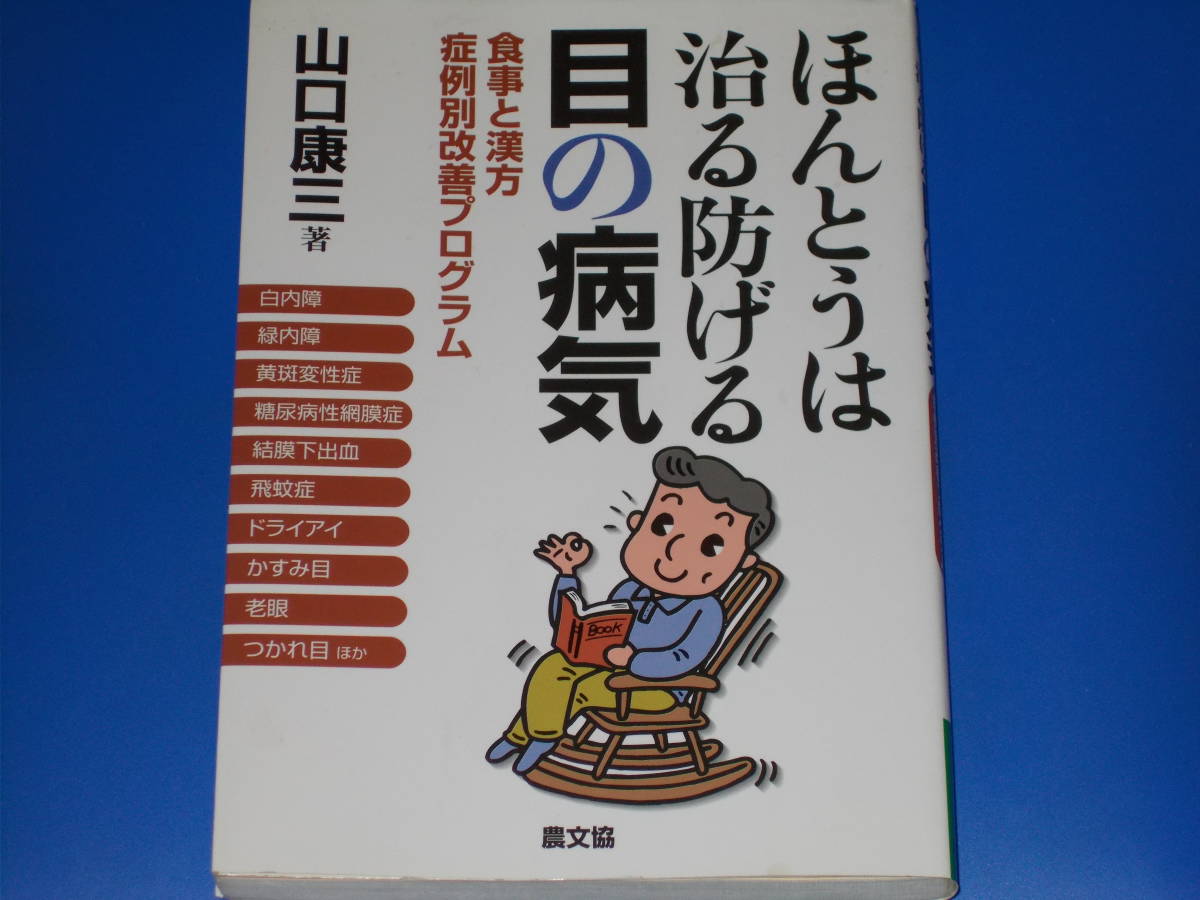 ほんとうは
治る防げる
目の病気
食事と漢方
症例別改善プログラム
山口康三 著
白内障
緑内障
黄斑変性症
糖尿病性網膜症
結膜下出血
飛蚊症
ドライアイ
かすみ目
老眼
つかれ目 ほか
BOOK
農文協